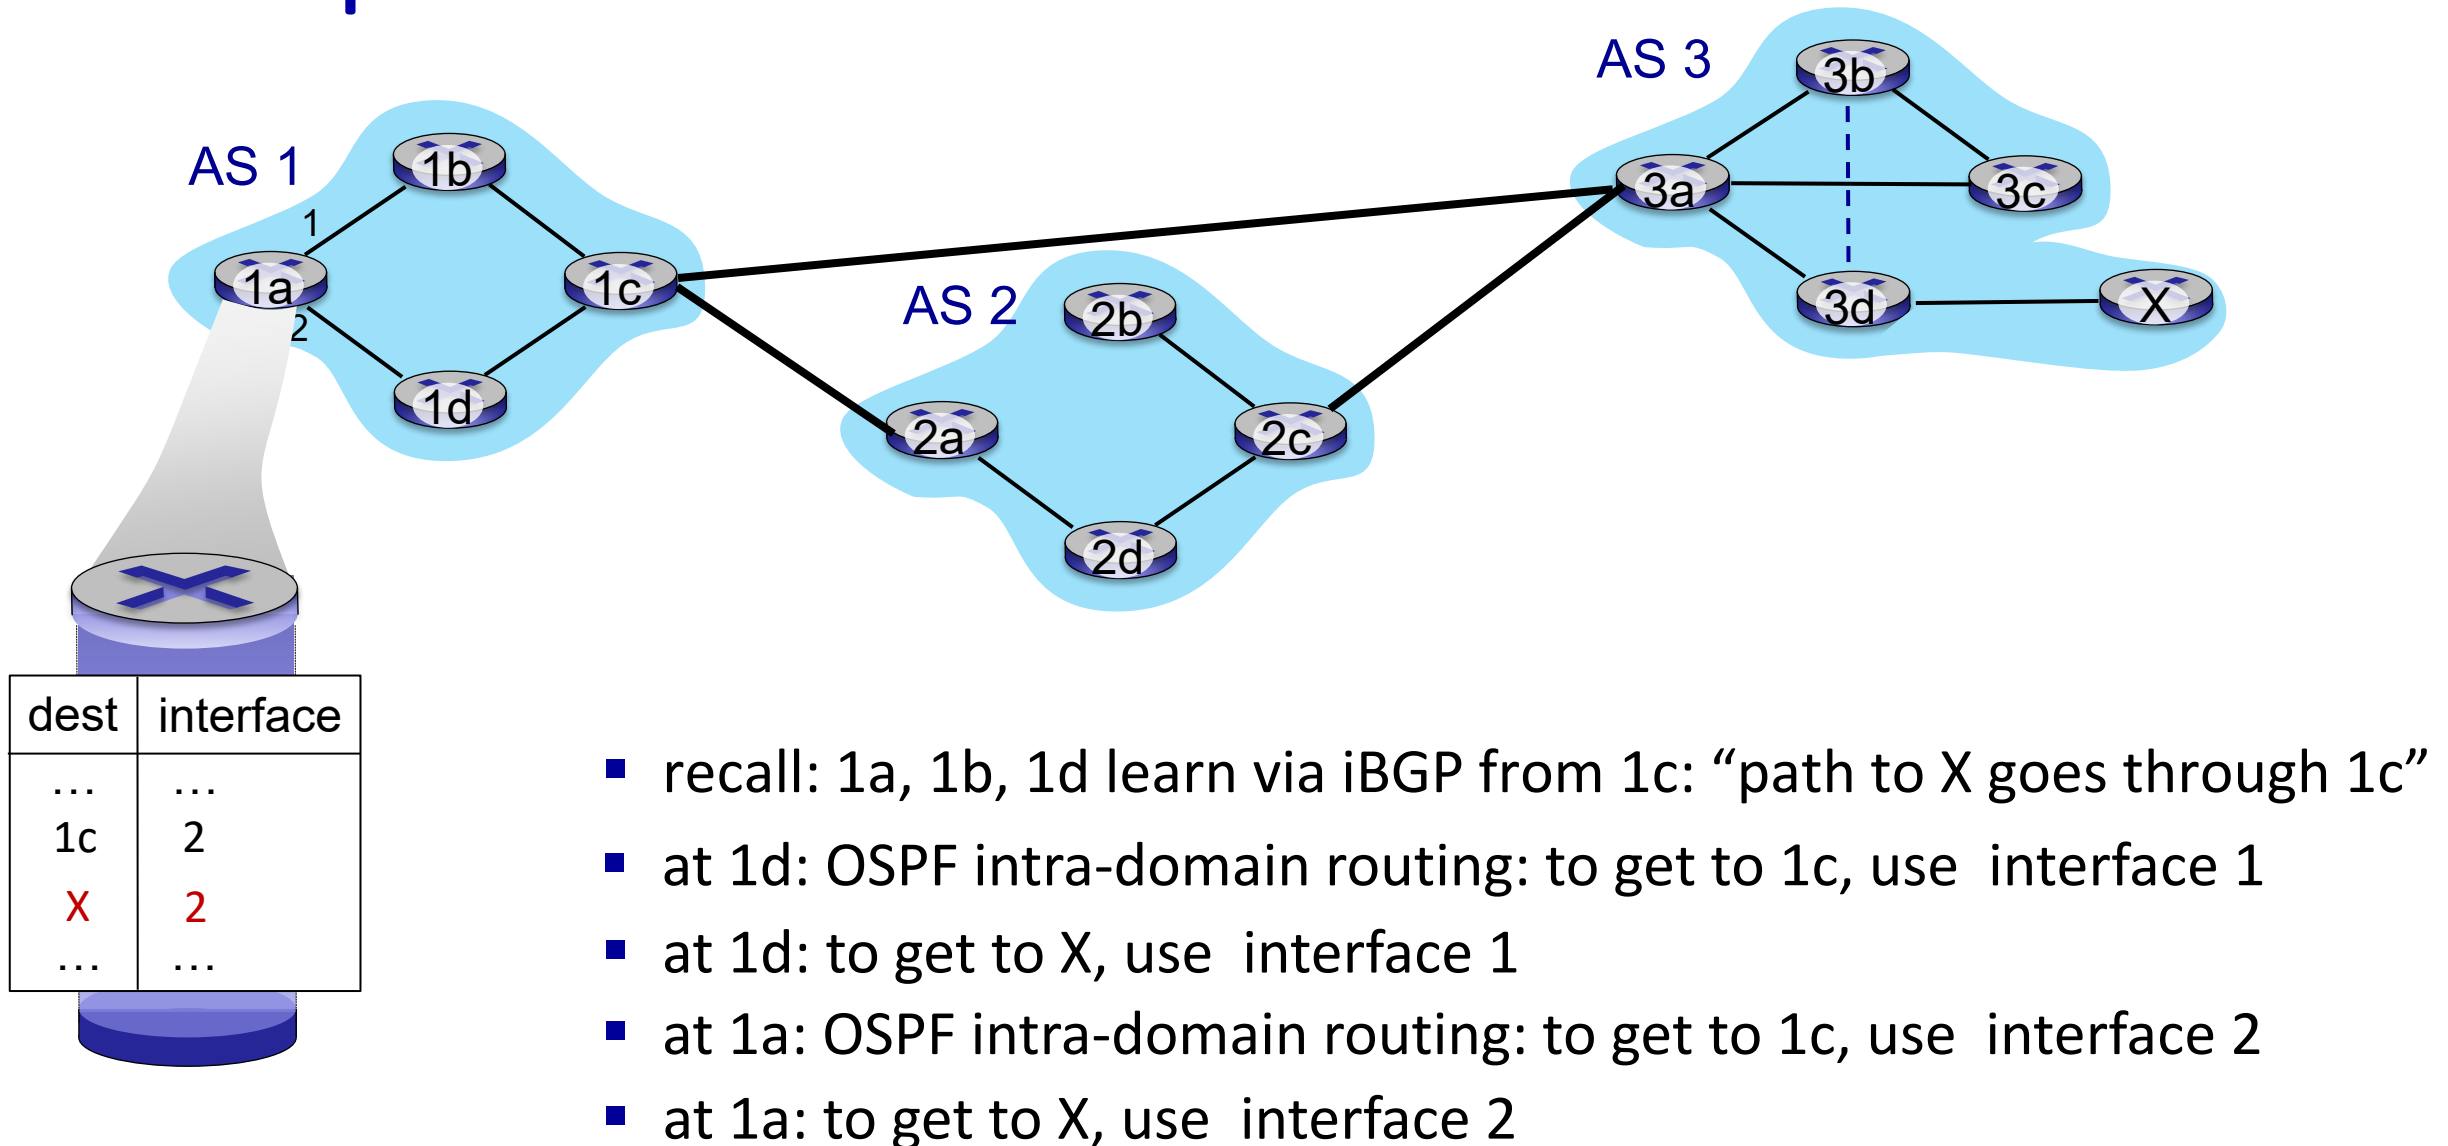 AS 3
3b
AS 1
1b
3a
3c
1
1a
1c
AS 2
2b
3d
X
2
1d
2a
2c
2d
dest interface
… …
1c 2
X 2
… …
▪ recall: 1a, 1b, 1d learn via iBGP from 1c: “path to X goes through 1c”
▪ at 1d: OSPF intra-domain routing: to get to 1c, use interface 1
▪ at 1d: to get to X, use interface 1
▪ at 1a: OSPF intra-domain routing: to get to 1c, use interface 2
▪ at 1a: to get to X, use interface 2